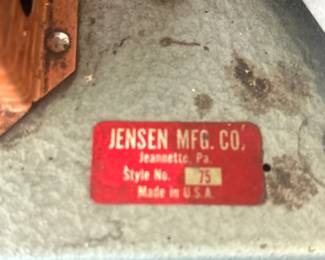 JENSEN MFG. CO.
Jeannette, Pa.
Style No. 75
Made in U.S.A.